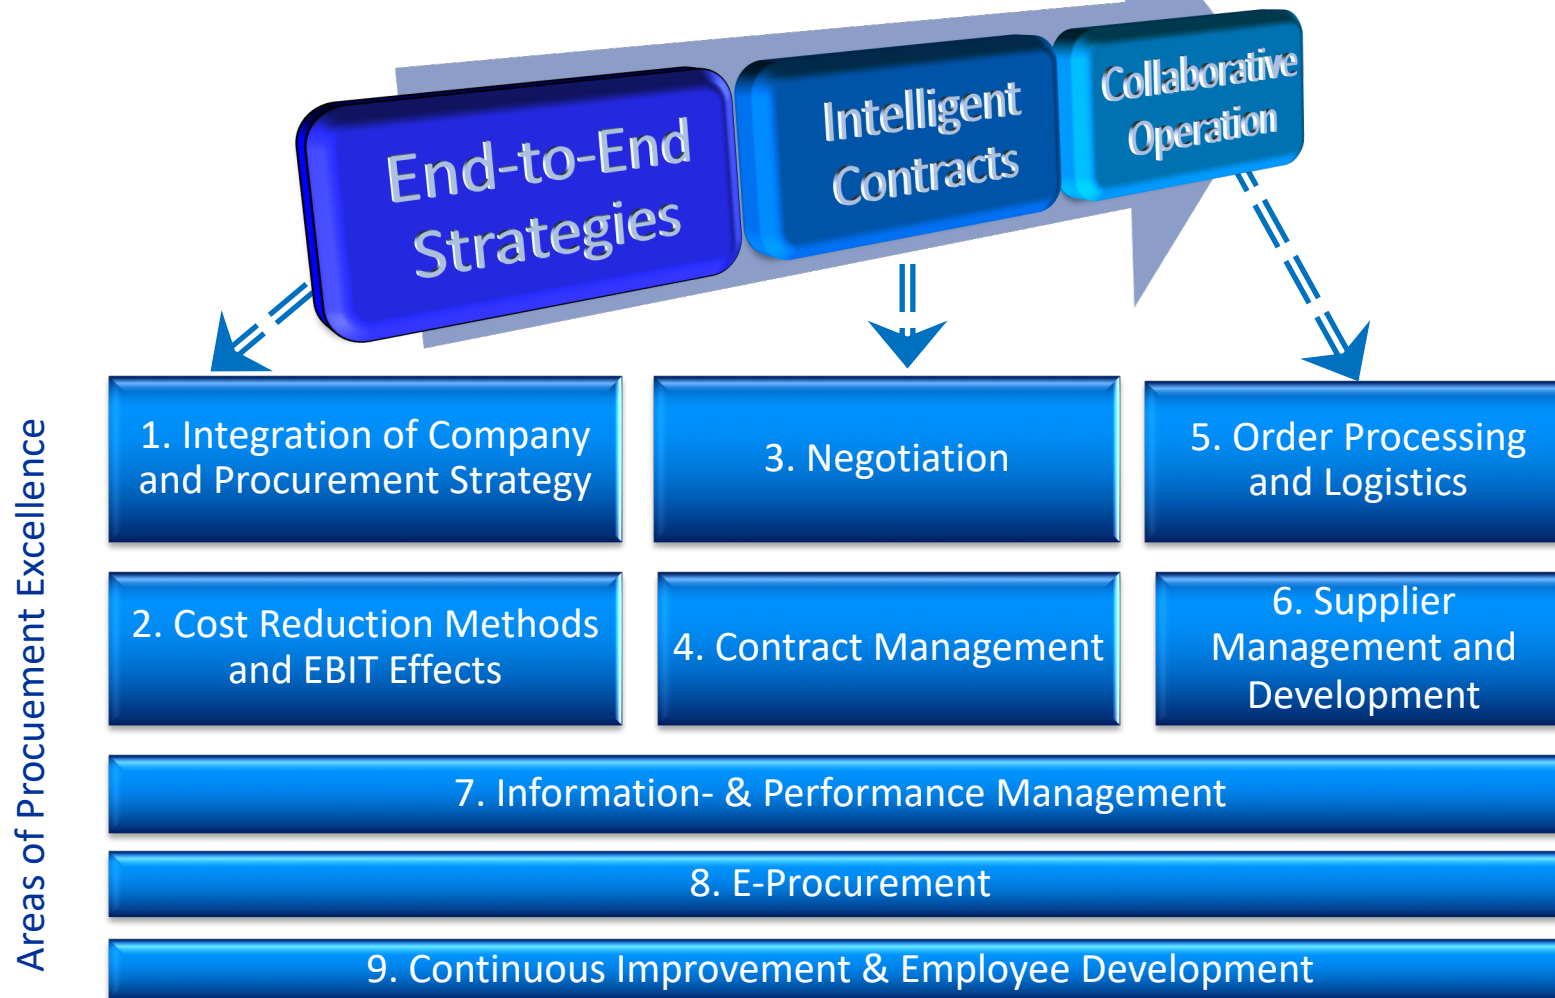 End-to-End
Strategies
Intelligent
Contracts
Collaborative
Operation
Areas of Procuement Excellence
1. Integration of Company
and Procurement Strategy
3. Negotiation
5. Order Processing
and Logistics
2. Cost Reduction Methods
and EBIT Effects
4. Contract Management
6. Supplier
Management and
Development
7. Information- & Performance Management
8. E-Procurement
9. Continuous Improvement & Employee Development